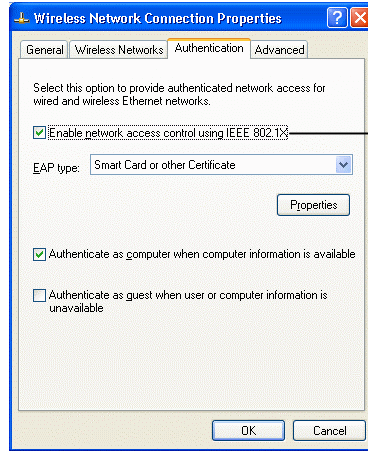 Wireless Network Connection Properties
General Wireless Networks Authentication Advanced
Select this option to provide authenticated network access for
wired and wireless Ethernet networks.
Enable network access control using IEEE 802.1X
EAP type: Smart Card or other Certificate
Properties
Authenticate as computer when computer information is available
Authenticate as guest when user or computer information is
unavailable
OK Cancel